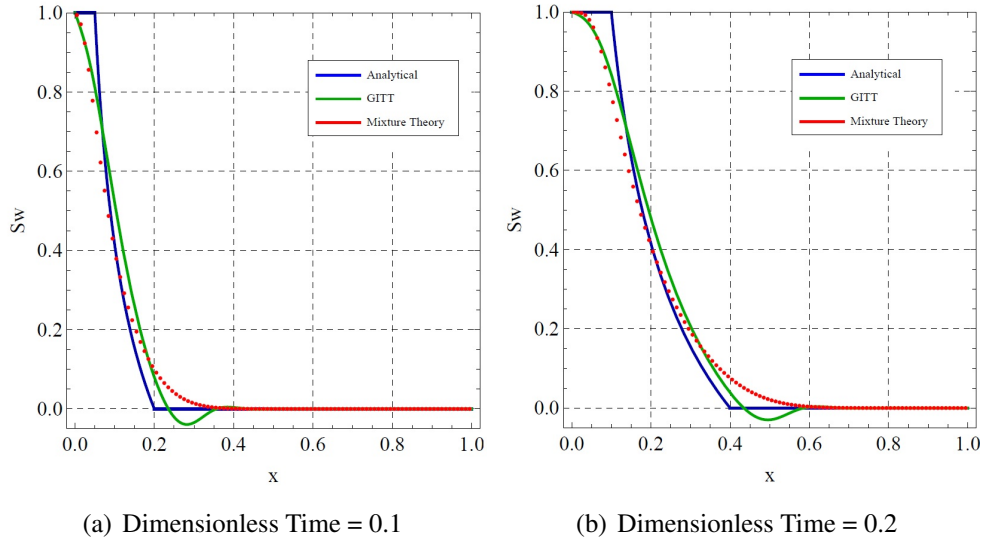 1.0
0.8
0.6
0.4
0.2
0.0
Sw
0.0 0.2 0.4 0.6 0.8 1.0
x
Analytical
GITT
Mixture Theory
(a) Dimensionless Time = 0.1
1.0
0.8
0.6
0.4
0.2
0.0
Sw
0.0 0.2 0.4 0.6 0.8 1.0
x
Analytical
GITT
Mixture Theory
(b) Dimensionless Time = 0.2